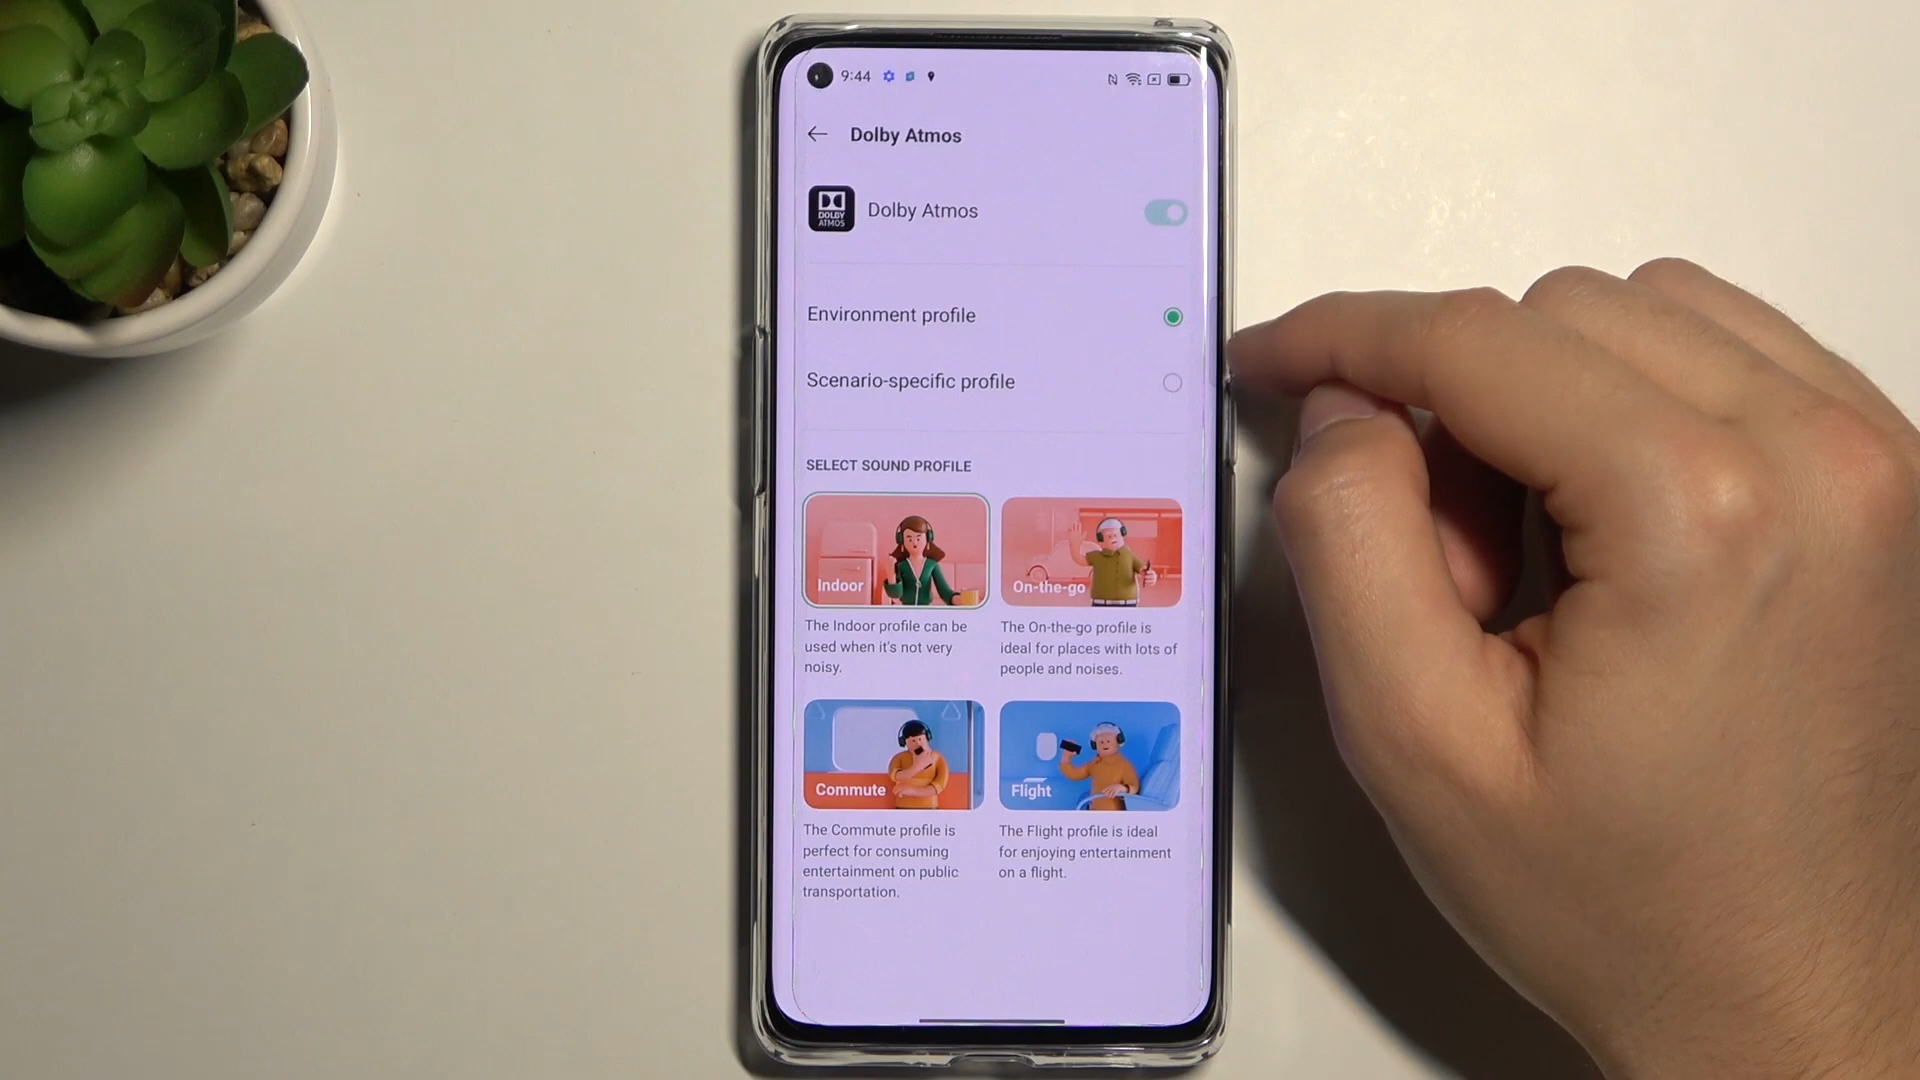 9:44
Dolby Atmos
DOLBY
ATMOS
Dolby Atmos
Environment profile
Scenario-specific profile
SELECT SOUND PROFILE
Indoor
On-the-go
The Indoor profile can be
used when it's not very
noisy.
The On-the-go profile is
ideal for places with lots of
people and noises.
Commute
Flight
The Commute profile is
perfect for consuming
entertainment on public
transportation.
The Flight profile is ideal
for enjoying entertainment
on a flight.